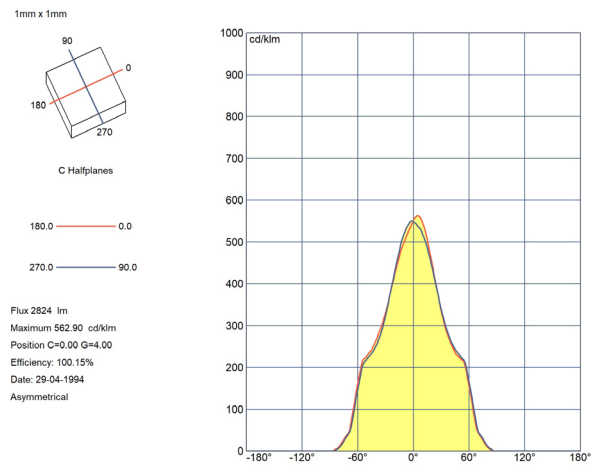 1mm x 1mm
90
0
180
270
C Halfplanes
180.0 0.0
270.0 90.0
Flux 2824 lm
Maximum 562.90 cd/klm
Position C=0.00 G=4.00
Efficiency: 100.15%
Date: 29-04-1994
Asymmetrical
1000
cd/klm
900
800
700
600
500
400
300
200
100
0
-180° -120° -60 0° 60° 120° 180°